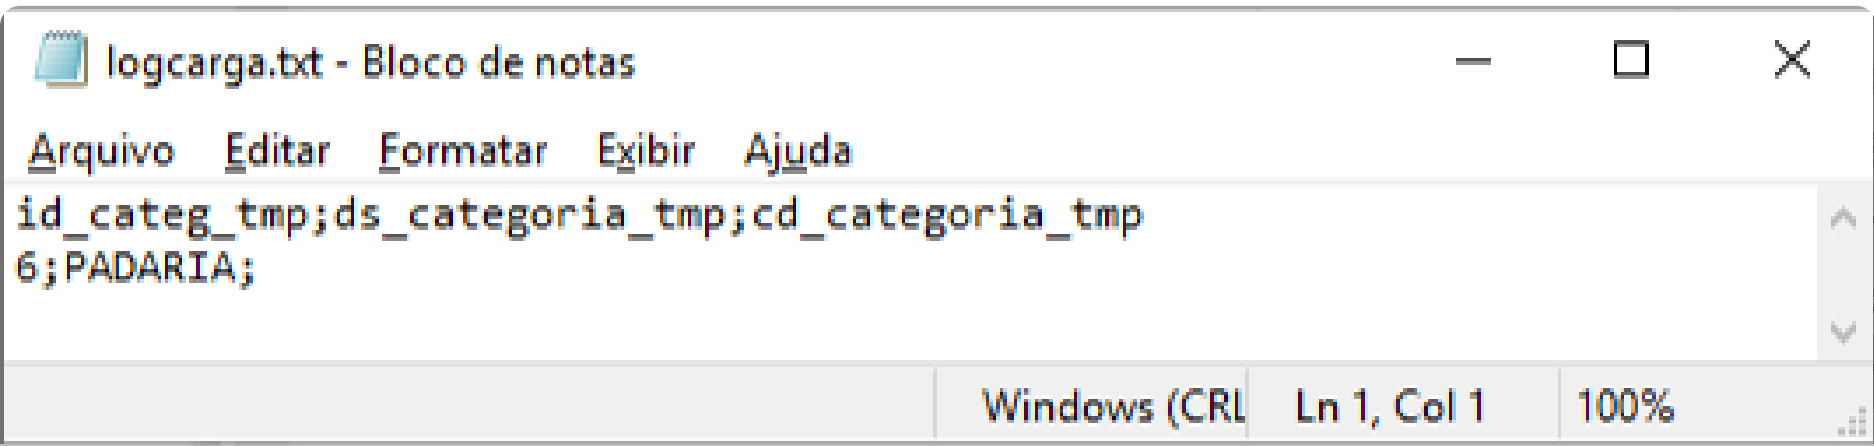 logcarga.txt - Bloco de notas
Arquivo Editar Formatar Exibir Ajuda
id_categ_tmp;ds_categoria_tmp;cd_categoria_tmp
6;PADARIA;
Windows (CRL Ln 1, Col 1 100%